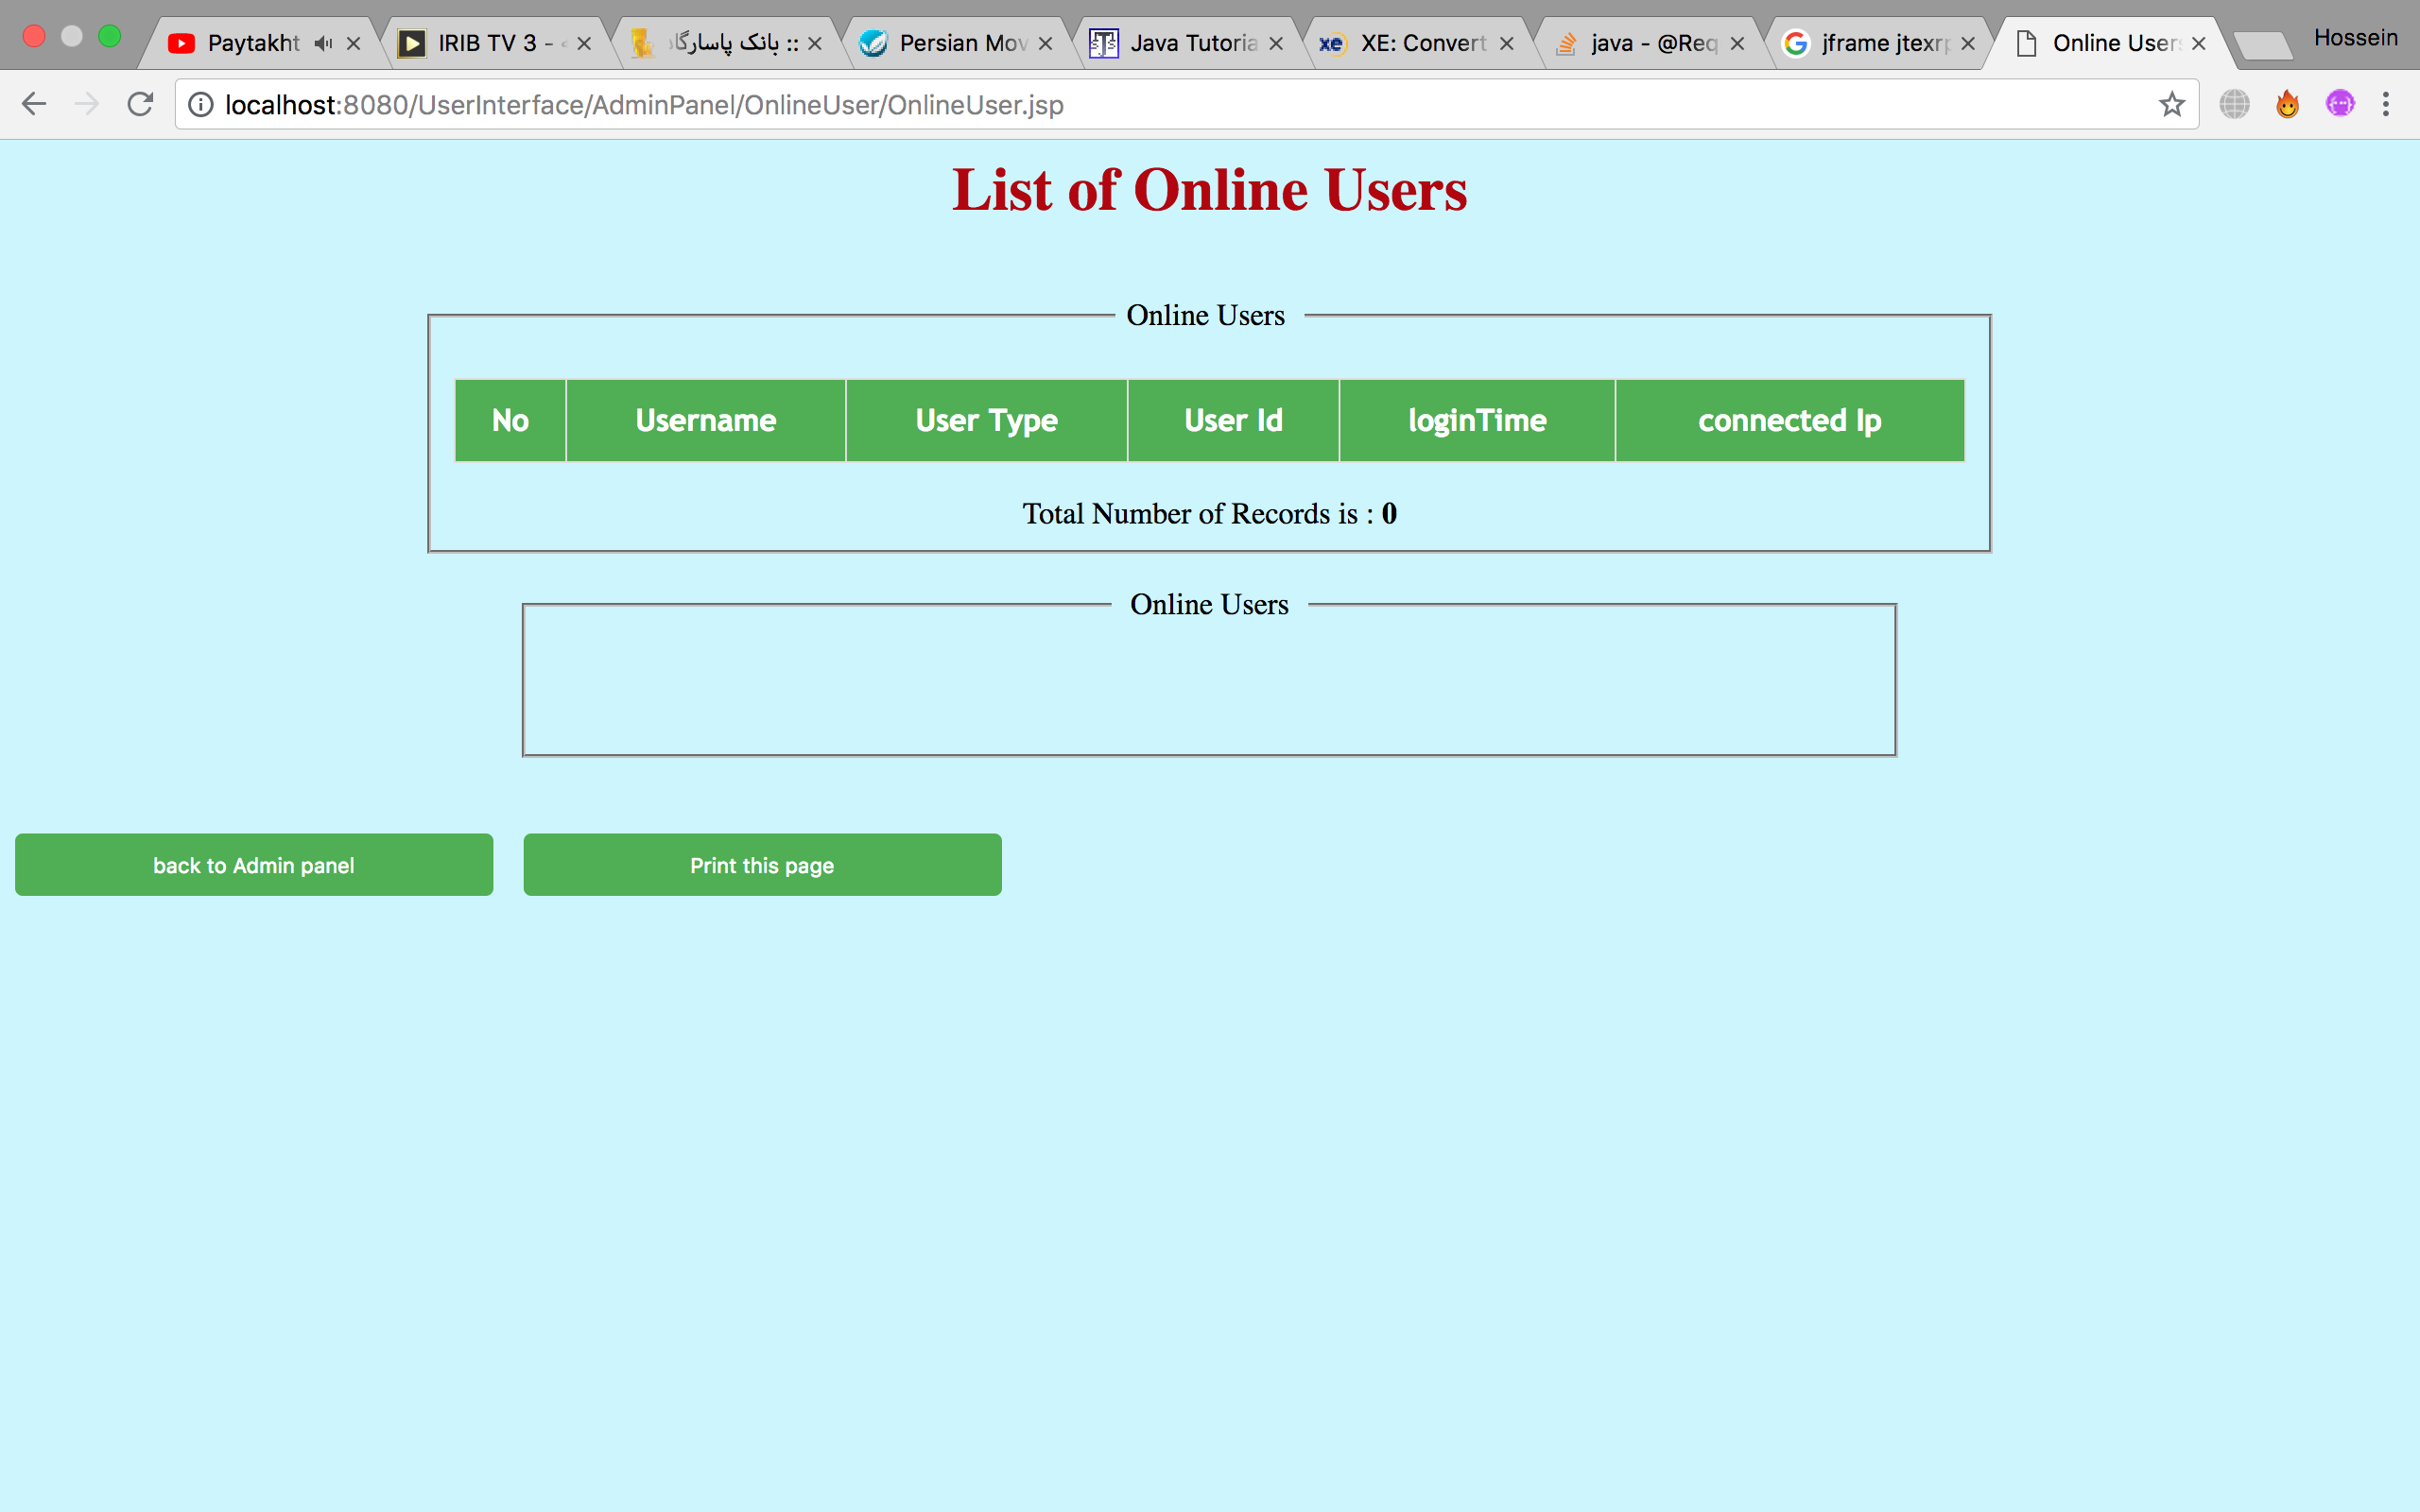 Paytakht
IRIB TV 3 -
بانک پاسارگاد ::
Persian Mov
Java Tutoria
XE: Convert
java - @Req
jframe jtexrp
Online Users
Hossein
localhost:8080/UserInterface/AdminPanel/OnlineUser/OnlineUser.jsp
List of Online Users
Online Users
No Username User Type User Id loginTime connected Ip
Total Number of Records is : 0
Online Users
back to Admin panel Print this page